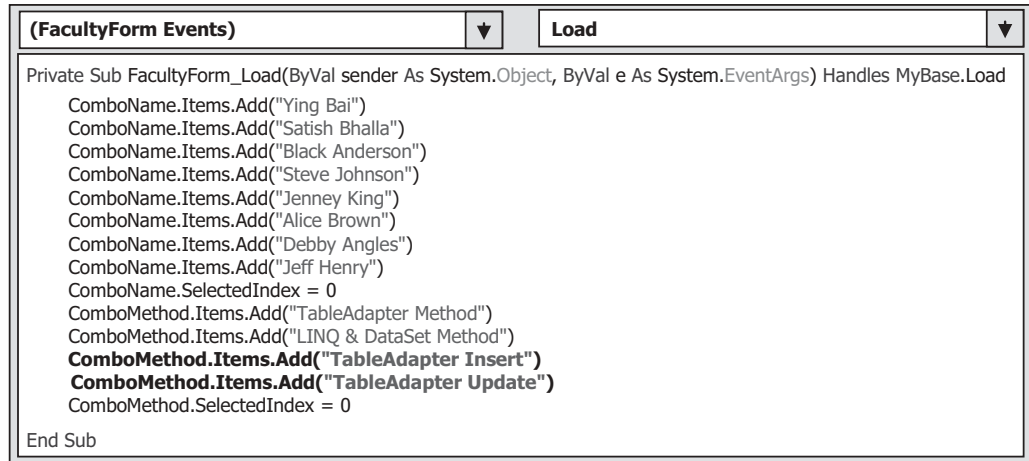 (FacultyForm Events)
Load
Private Sub FacultyForm_Load(ByVal sender As System.Object, ByVal e As System.EventArgs) Handles MyBase.Load
ComboName.Items.Add("Ying Bai")
ComboName.Items.Add("Satish Bhalla")
ComboName.Items.Add("Black Anderson")
ComboName.Items.Add("Steve Johnson")
ComboName.Items.Add("Jenney King")
ComboName.Items.Add("Alice Brown")
ComboName.Items.Add("Debby Angles")
ComboName.Items.Add("Jeff Henry")
ComboName.SelectedIndex = 0
ComboMethod.Items.Add("TableAdapter Method")
ComboMethod.Items.Add("LINQ & DataSet Method")
ComboMethod.Items.Add("TableAdapter Insert")
ComboMethod.Items.Add("TableAdapter Update")
ComboMethod.SelectedIndex = 0
End Sub